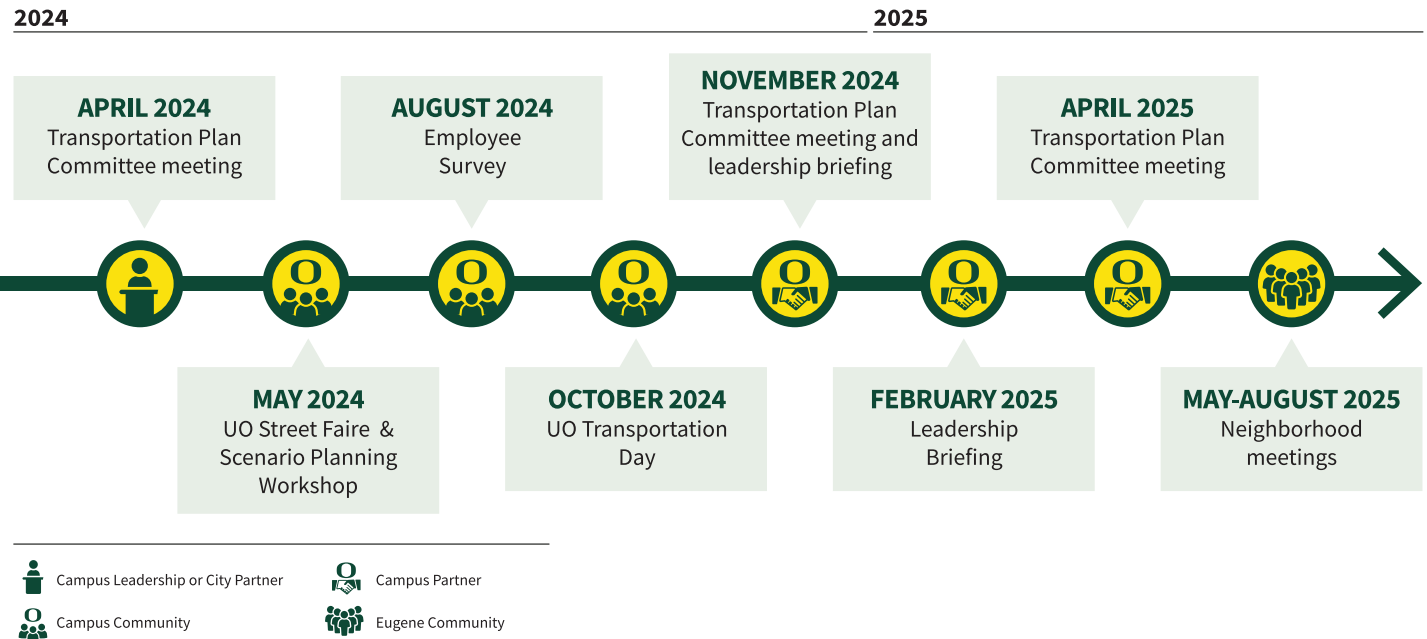 2024
2025
APRIL 2024
Transportation Plan
Committee meeting
AUGUST 2024
Employee
Survey
NOVEMBER 2024
Transportation Plan
Committee meeting and
leadership briefing
APRIL 2025
Transportation Plan
Committee meeting
O
O
O
O
O
O
MAY 2024
UO Street Faire &
Scenario Planning
Workshop
OCTOBER 2024
UO Transportation
Day
FEBRUARY 2025
Leadership
Briefing
MAY-AUGUST 2025
Neighborhood
meetings
Campus Leadership or City Partner
O
Campus Partner
O
Campus Community
Eugene Community